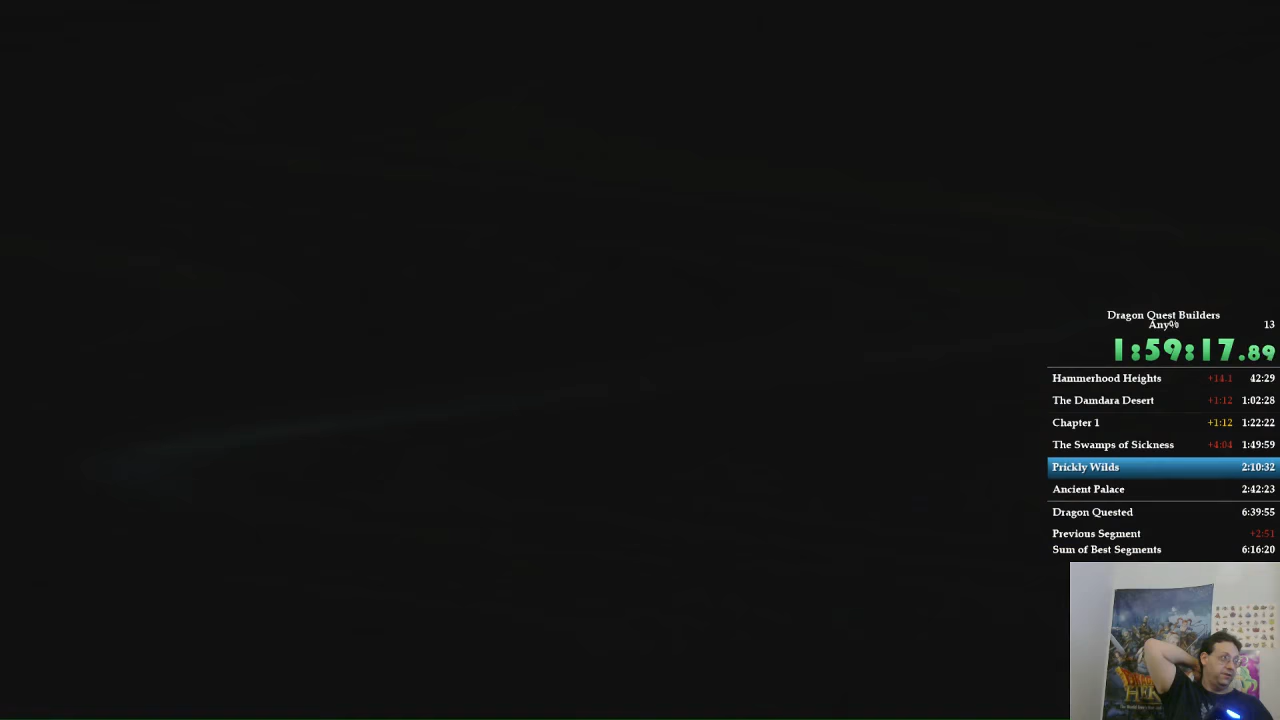 Dragon Quest Builders
Any% 13
1:59:17.89
Hammerhood Heights +14.1 42:29
The Damdara Desert +1:12 1:02:28
Chapter 1 +1:12 1:22:22
The Swamps of Sickness +4:04 1:49:59
Prickly Wilds 2:10:32
Ancient Palace 2:42:23
Dragon Quested 6:39:55
Previous Segment +2:51
Sum of Best Segments 6:16:20